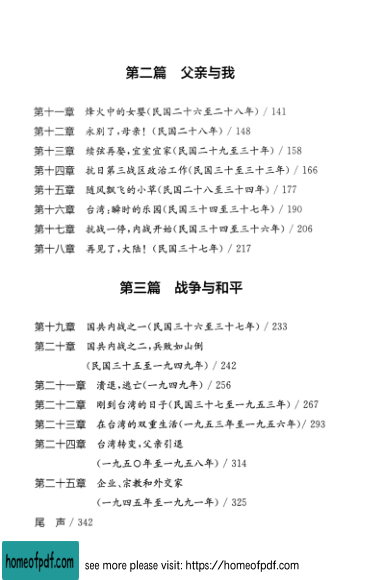 第二篇 父亲与我
第十一章 烽火中的女婴(民国二十六至二十八年) / 141
第十二章 永别了,母亲!(民国二十八年) / 148
第十三章 续弦再娶,宜室宜家(民国二十九至三十年) / 158
第十四章 抗日第三战区政治工作(民国三十至三十三年) / 166
第十五章 随风飘飞的小草(民国二十八至三十四年) / 177
第十六章 台湾:瞬时的乐园(民国三十四至三十七年) / 190
第十七章 抗战一停,内战开始(民国三十四至三十六年) / 206
第十八章 再见了,大陆!(民国三十七年) / 217
第三篇 战争与和平
第十九章 国共内战之一(民国三十六至三十七年) / 233
第二十章 国共内战之二,兵败如山倒
(民国三十五至一九四九年) / 242
第二十一章 溃退,逃亡(一九四九年) / 256
第二十二章 刚到台湾的日子(民国三十七至一九五三年) / 267
第二十三章 在台湾的双重生活(一九五三年至一九五六年) / 293
第二十四章 台湾转变,父亲引退
(一九五〇年至一九五八年) / 314
第二十五章 企业、宗教和外交家
(一九四五年至一九九一年) / 325
尾 声 / 342
homeofpdf.com see more please visit: https://homeofpdf.com